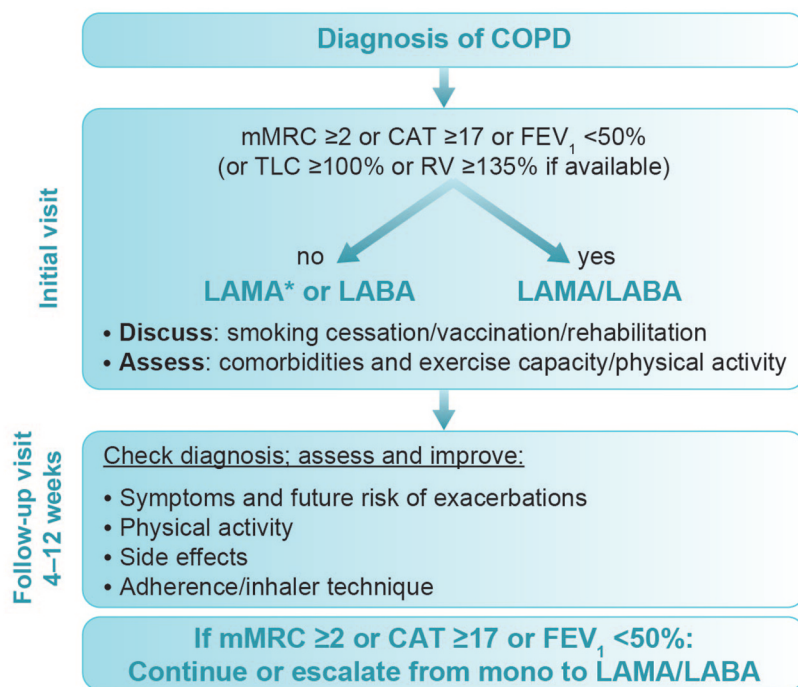 Diagnosis of COPD
Initial visit
mMRC ≥2 or CAT ≥17 or FEV₁ <50%
(or TLC ≥100% or RV ≥135% if available)
no
yes
LAMA* or LABA
LAMA/LABA
• Discuss: smoking cessation/vaccination/rehabilitation
• Assess: comorbidities and exercise capacity/physical activity
Follow-up visit
4–12 weeks
Check diagnosis; assess and improve:
• Symptoms and future risk of exacerbations
• Physical activity
• Side effects
• Adherence/inhaler technique
If mMRC ≥2 or CAT ≥17 or FEV₁ <50%:
Continue or escalate from mono to LAMA/LABA